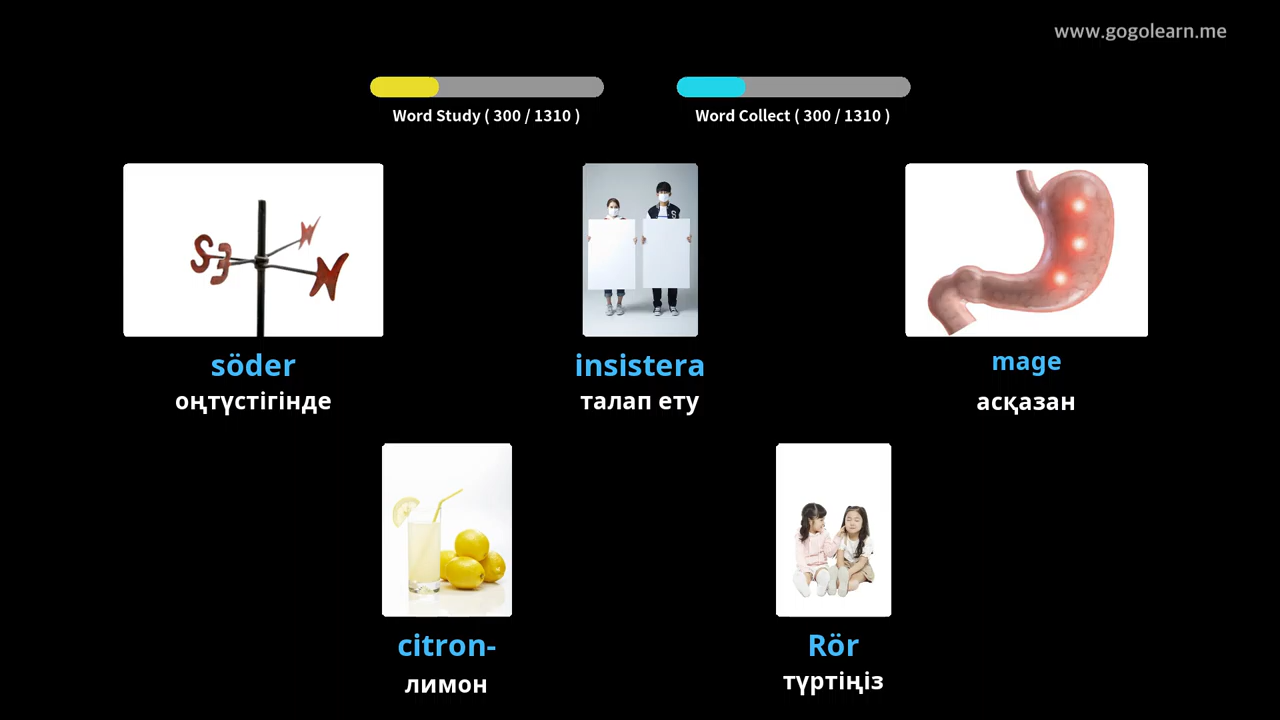 www.gogolearn.me
Word Study ( 300 / 1310 )
Word Collect ( 300 / 1310 )
söder
оңтүстігінде
insistera
талап ету
mage
асқазан
citron-
лимон
Rör
түртіңіз